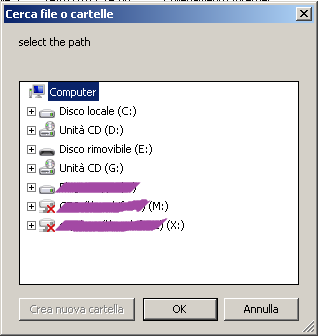 Cerca file o cartelle
select the path
Computer
Disco locale (C:)
Unità CD (D:)
Disco rimovibile (E:)
Unità CD (G:)
(M:)
(X:)
Crea nuova cartella
OK
Annulla